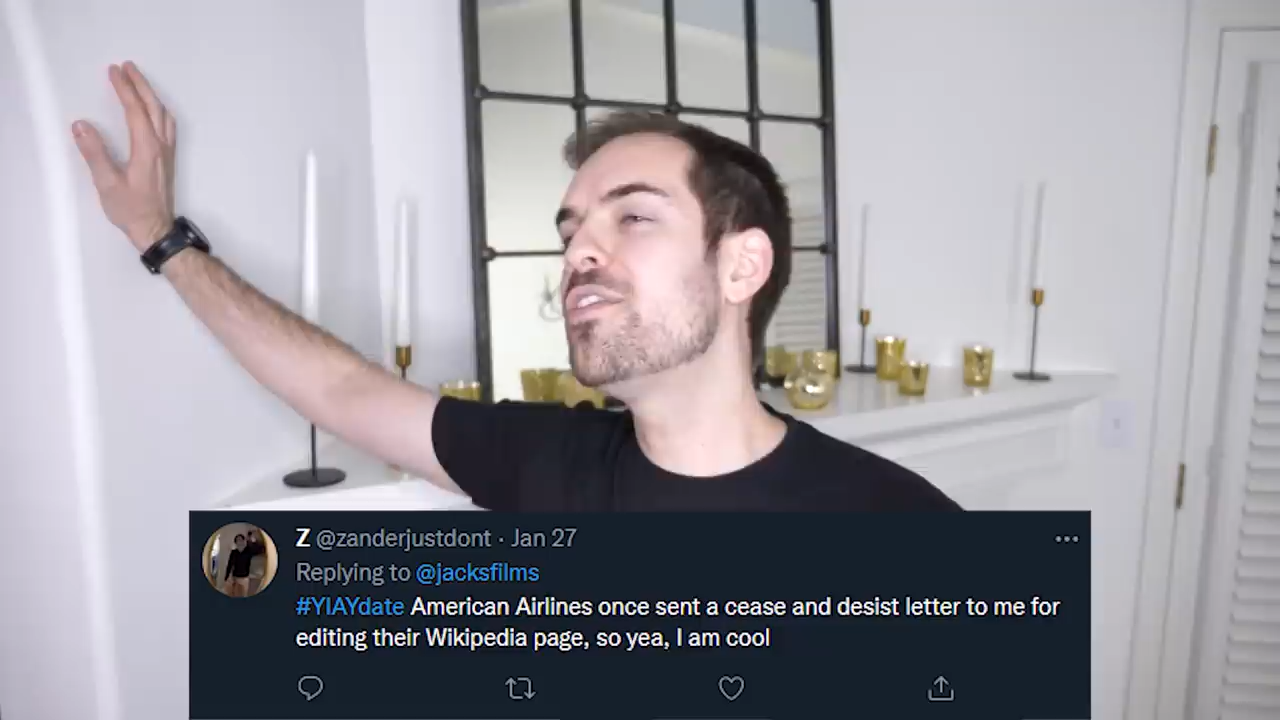 Z @zanderjustdont · Jan 27
Replying to @jacksfilms
#YIAYdate American Airlines once sent a cease and desist letter to me for
editing their Wikipedia page, so yea, I am cool